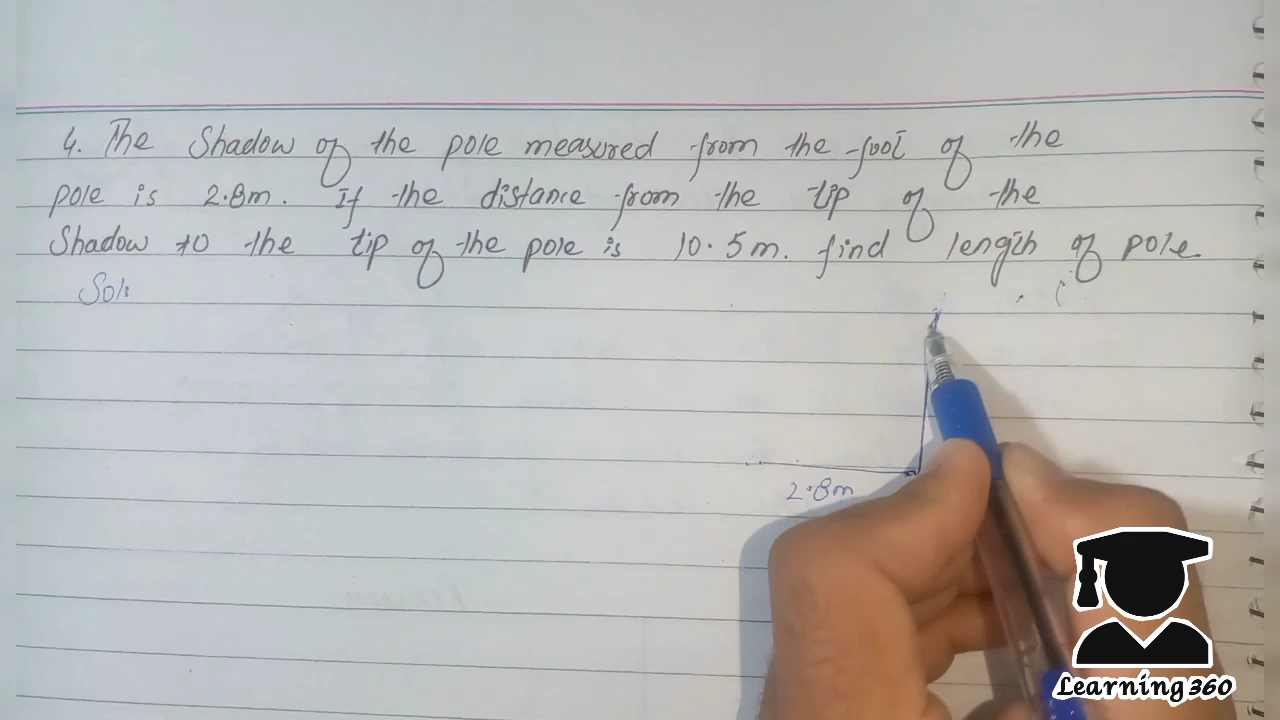 4. The Shadow of the pole measured from the foot of the
pole is 2.8m. If the distance from the tip of the
Shadow to the tip of the pole is 10.5m. find length of pole.
Sol:
2.8m
Learning 360